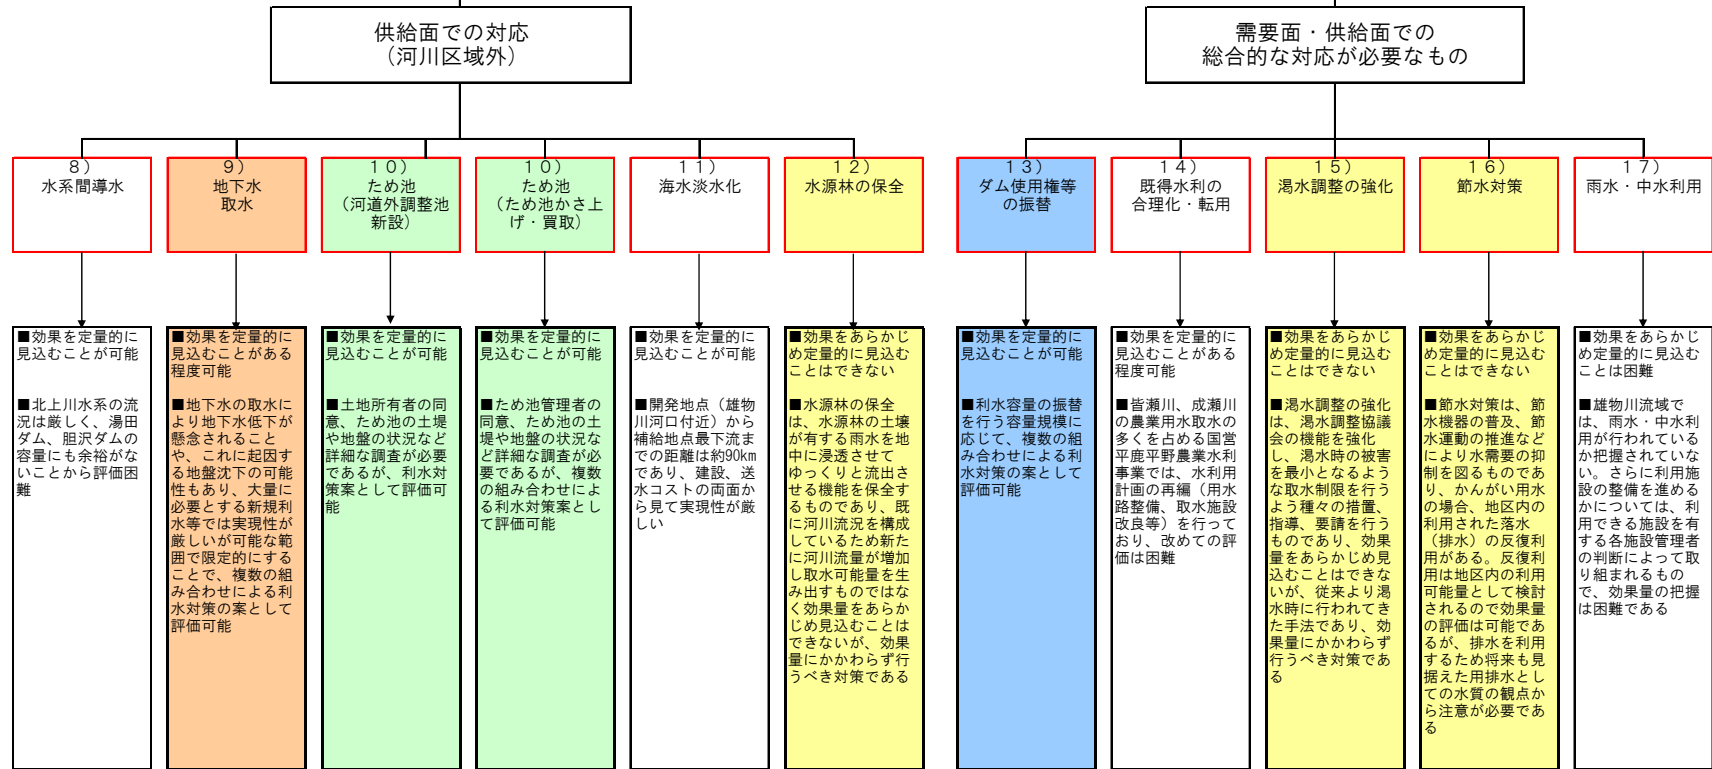 供給面での対応
（河川区域外）
需要面・供給面での
総合的な対応が必要なもの
８）
水系間導水
９）
地下水
取水
１０）
ため池
（河道外調整池
新設）
１０）
ため池
（ため池かさ上
げ・買取）
１１）
海水淡水化
１２）
水源林の保全
１３）
ダム使用権等
の振替
１４）
既得水利の
合理化・転用
１５）
渇水調整の強化
１６）
節水対策
１７）
雨水・中水利用
■効果を定量的に
見込むことが可能
■北上川水系の流
況は厳しく、湯田
ダム、胆沢ダムの
容量にも余裕がな
いことから評価困
難
■効果を定量的に
見込むことがある
程度可能
■地下水の取水に
より地下水低下が
懸念されること
や、これに起因す
る地盤沈下の可能
性もあり、大量に
必要とする新規利
水等では実現性が
厳しいが可能な範
囲で限定的にする
ことで、複数の組
み合わせによる利
水対策の案として
評価可能
■効果を定量的に
見込むことが可能
■土地所有者の同
意、ため池の土堤
や地盤の状況など
詳細な調査が必要
であるが、利水対
策案として評価可
能
■効果を定量的に
見込むことが可能
■ため池管理者の
同意、ため池の土
堤や地盤の状況な
ど詳細な調査が必
要であるが、複数
の組み合わせによ
る利水対策案とし
て評価可能
■効果を定量的に
見込むことが可能
■開発地点（雄物
川河口付近）から
補給地点最下流ま
での距離は約90km
であり、建設、送
水コストの両面か
ら見て実現性が厳
しい
■効果をあらかじ
め定量的に見込む
ことはできない
■水源林の保全
は、水源林の土壌
が有する雨水を地
中に浸透させて
ゆっくりと流出さ
せる機能を保全す
るものであり、既
に河川流況を構成
しているため新た
に河川流量が増加
し取水可能量を生
み出すものではな
く効果量をあらか
じめ見込むことは
できないが、効果
量にかかわらず行
うべき対策である
■効果を定量的に
見込むことが可能
■利水容量の振替
を行う容量規模に
応じて、複数の組
み合わせによる利
水対策の案として
評価可能
■効果を定量的に
見込むことがある
程度可能
■皆瀬川、成瀬川
の農業用水取水の
多くを占める国営
平鹿平野農業水利
事業では、水利用
計画の再編（用水
路整備、取水施設
改良等）を行って
おり、改めての評
価は困難
■効果をあらかじ
め定量的に見込む
ことはできない
■渇水調整の強化
は、渇水調整協議
会の機能を強化
し、渇水時の被害
を最小となるよう
な取水制限を行う
よう種々の措置、
指導、要請を行う
ものであり、効果
量をあらかじめ見
込むことはできな
いが、従来より渇
水時に行われてき
た手法であり、効
果量にかかわらず
行うべき対策であ
る
■効果をあらかじ
め定量的に見込む
ことはできない
■節水対策は、節
水機器の普及、節
水運動の推進など
により水需要の抑
制を図るものであ
り、かんがい用水
の場合、地区内の
利用された落水
（排水）の反復利
用がある。反復利
用は地区内の利用
可能量として検討
されるので効果量
の評価は可能であ
るが、排水を利用
するため将来も見
据えた用排水とし
ての水質の観点か
ら注意が必要であ
る
■効果をあらかじ
め定量的に見込む
ことは困難
■雄物川流域で
は、雨水・中水利
用が行われている
か把握されていな
い。さらに利用施
設の整備を進める
かについては、利
用できる施設を有
する各施設管理者
の判断によって取
り組まれるもの
で、効果量の把握
は困難である